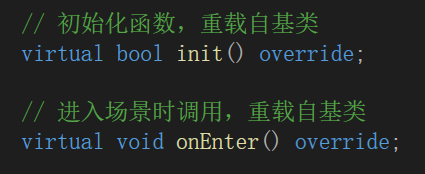 // 初始化函数，重载自基类
virtual bool init() override;
// 进入场景时调用，重载自基类
virtual void onEnter() override;